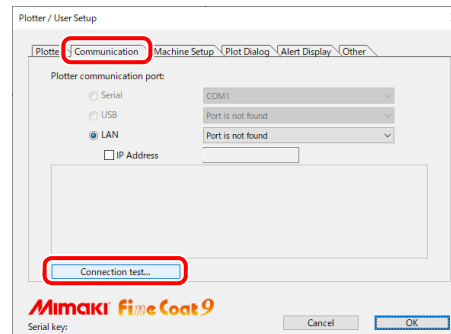 Plotter / User Setup
Plotte Communication Machine Setup Plot Dialog Alert Display Other
Plotter communication port:
Serial COM1
USB Port is not found
LAN Port is not found
IP Address
Connection test...
Mimaki Fine Coat 9
Serial key:
Cancel OK